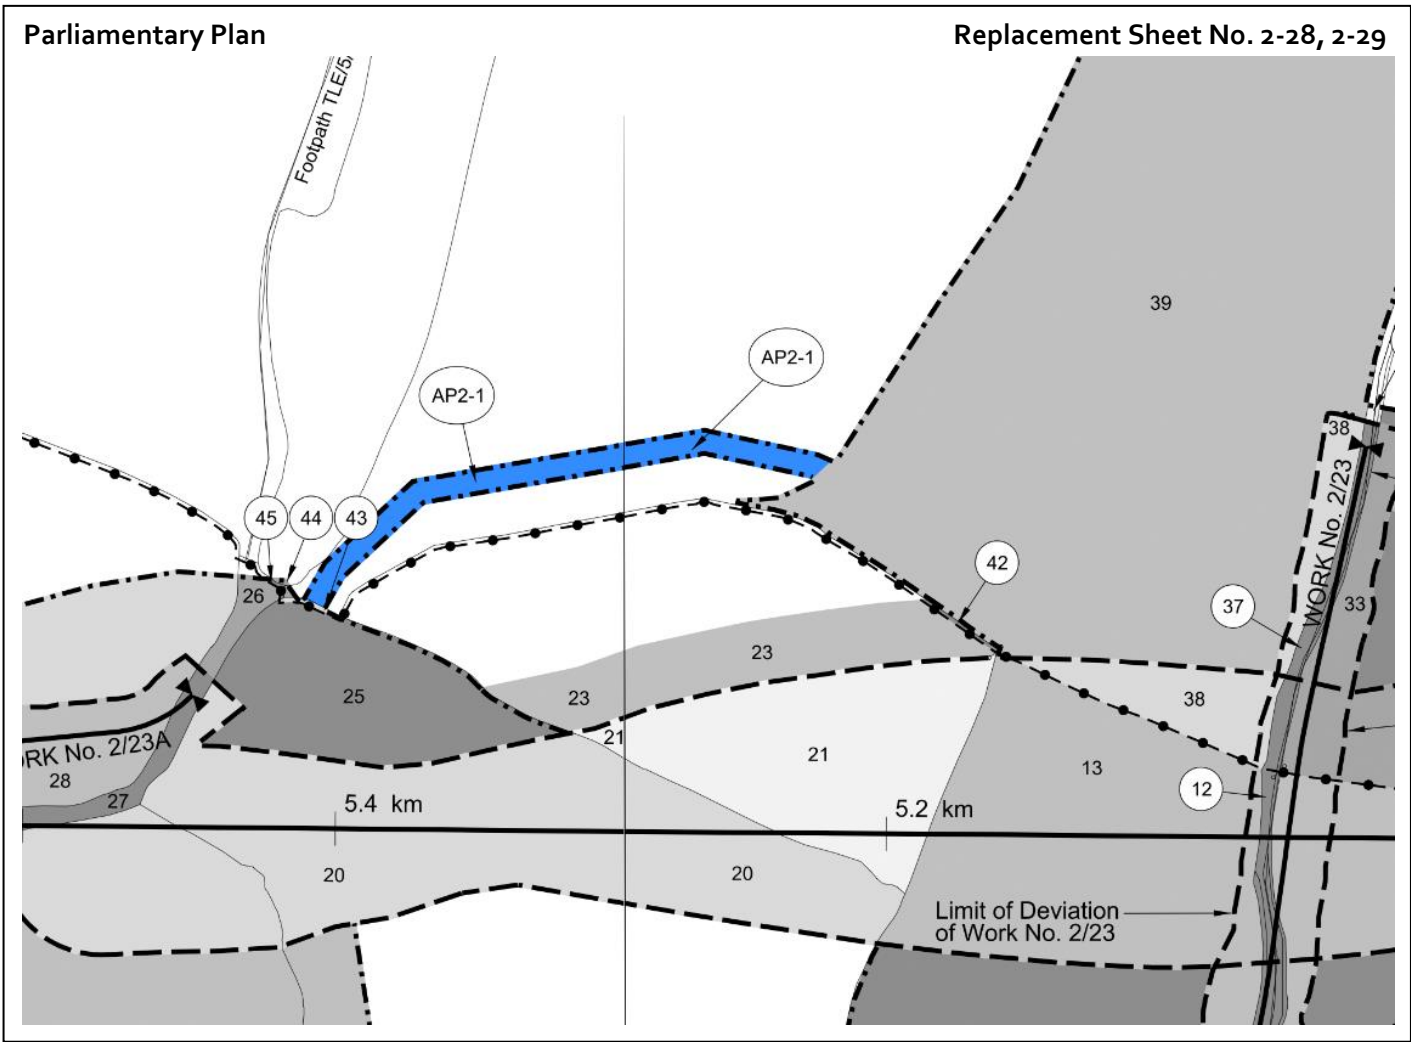 Parliamentary Plan
Replacement Sheet No. 2-28, 2-29
Footpath TLE/5/
39
AP2-1
AP2-1
38
45
44
43
WORK No. 2/23
42
26
37
33
23
25
23
38
21
21
13
RK No. 2/23A
28
27
12
5.4 km
5.2 km
20
20
Limit of Deviation
of Work No. 2/23